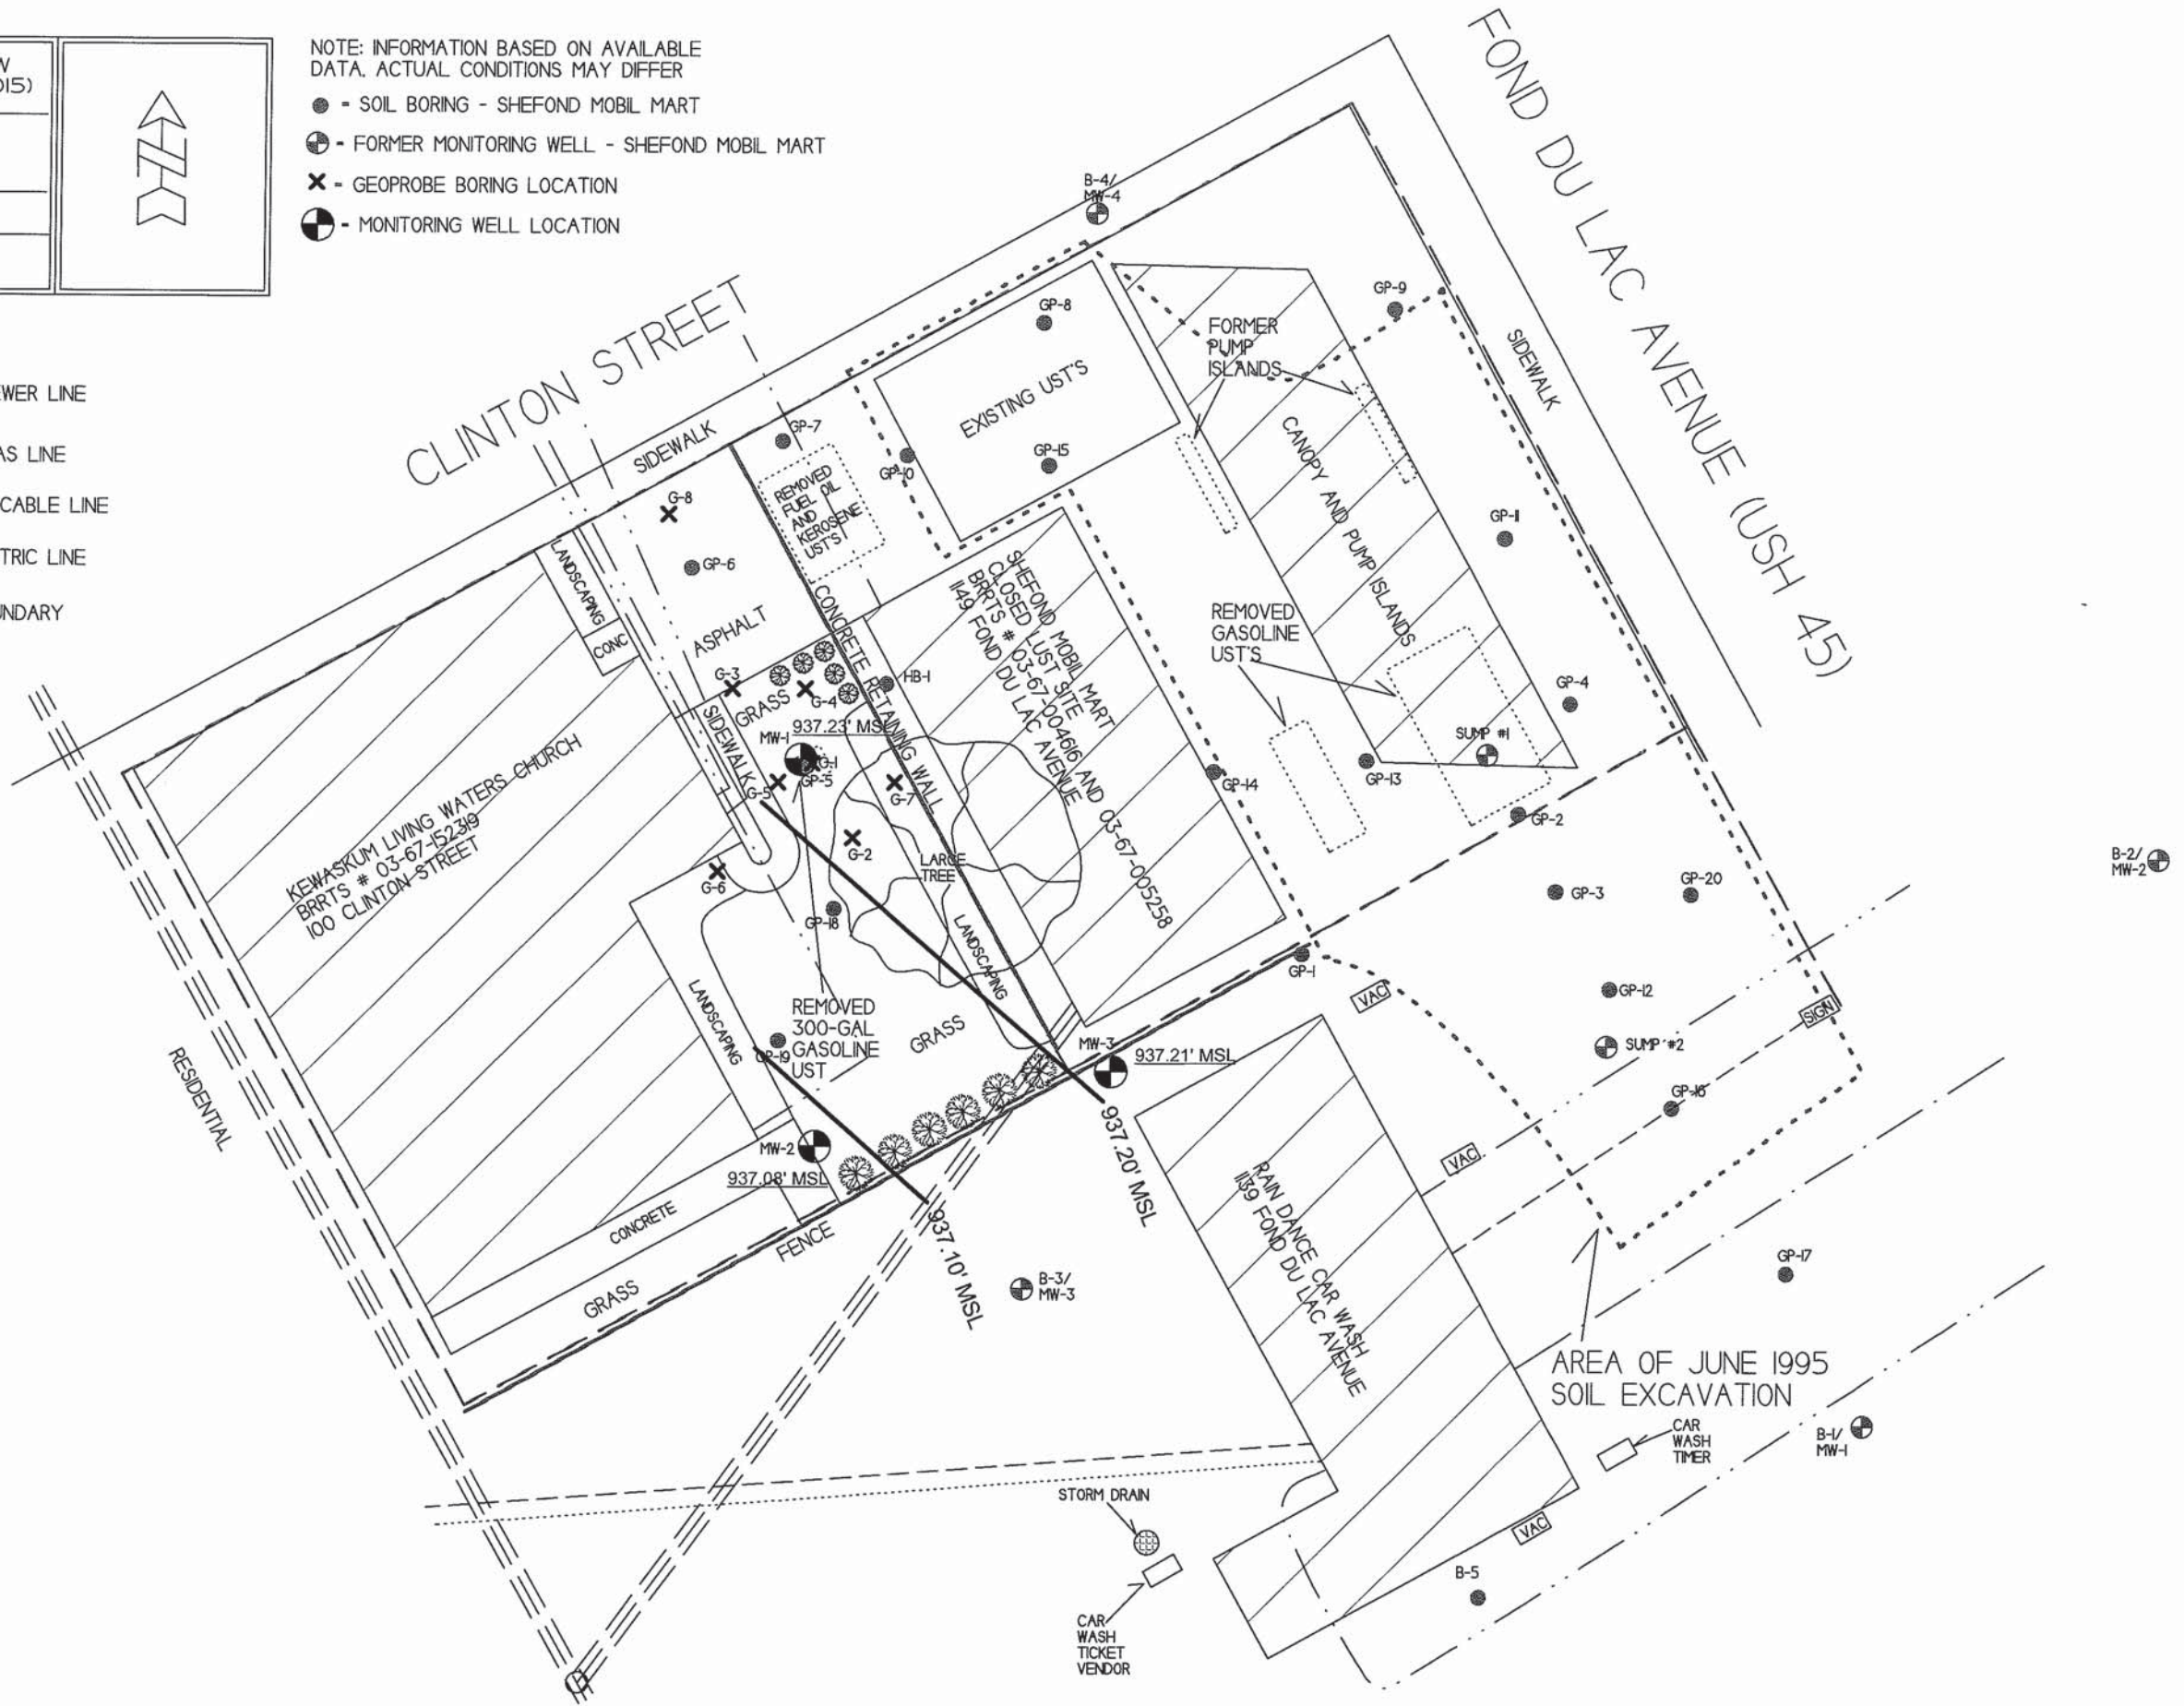 NOTE: INFORMATION BASED ON AVAILABLE
DATA. ACTUAL CONDITIONS MAY DIFFER
- SOIL BORING - SHEFOND MOBIL MART
- FORMER MONITORING WELL - SHEFOND MOBIL MART
- GEOPROBE BORING LOCATION
- MONITORING WELL LOCATION
N
AS LINE
CABLE LINE
TRIC LINE
FOND DU LAC AVENUE (USH 45)
CLINTON STREET
SIDEWALK
SIDEWALK
B-4/
MW-4
GP-8
GP-9
FORMER
PUMP
ISLANDS
EXISTING UST'S
GP-7
GP-10
GP-15
REMOVED
FUEL OIL
AND
KEROSENE
UST'S
CANOPY AND PUMP ISLANDS
G-8
GP-6
GP-11
LANDSCAPING
CONC
ASPHALT
CONCRETE RETAINING WALL
SHEFOND MOBIL MART
CLOSED LUST SITE
BRRTS # 03-67-004616 AND 03-67-005258
1149 FOND DU LAC AVENUE
REMOVED
GASOLINE
UST'S
G-3
G-4
GRASS
HB-1
GP-4
SIDEWALK
937.23' MSL
MW-1
G-1
GP-5
G-5
G-7
SUMP #1
GP-13
GP-14
GP-2
KEWASKUM LIVING WATERS CHURCH
BRRTS # 03-67-152319
100 CLINTON STREET
G-2
LARGE
TREE
G-6
GP-18
GP-3
GP-20
B-2/
MW-2
LANDSCAPING
LANDSCAPING
GP-1
VAC
GP-12
SIGN
REMOVED
300-GAL
GASOLINE
UST
GRASS
GP-19
MW-3
937.21' MSL
SUMP #2
GP-16
RESIDENTIAL
MW-2
937.08' MSL
937.20' MSL
VAC
937.10' MSL
CONCRETE
FENCE
GRASS
B-3/
MW-3
RAIN DANCE CAR WASH
1139 FOND DU LAC AVENUE
GP-17
AREA OF JUNE 1995
SOIL EXCAVATION
CAR
WASH
TIMER
B-1/
MW-1
STORM DRAIN
VAC
B-5
CAR
WASH
TICKET
VENDOR